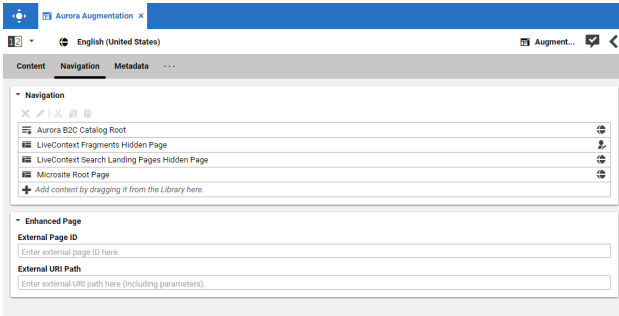 Aurora Augmentation ×
12 English (United States) Augment...
Content Navigation Metadata ···
Navigation
Aurora B2C Catalog Root
LiveContext Fragments Hidden Page
LiveContext Search Landing Pages Hidden Page
Microsite Root Page
Add content by dragging it from the Library here.
Enhanced Page
External Page ID
Enter external page ID here.
External URI Path
Enter external URI path here (including parameters).